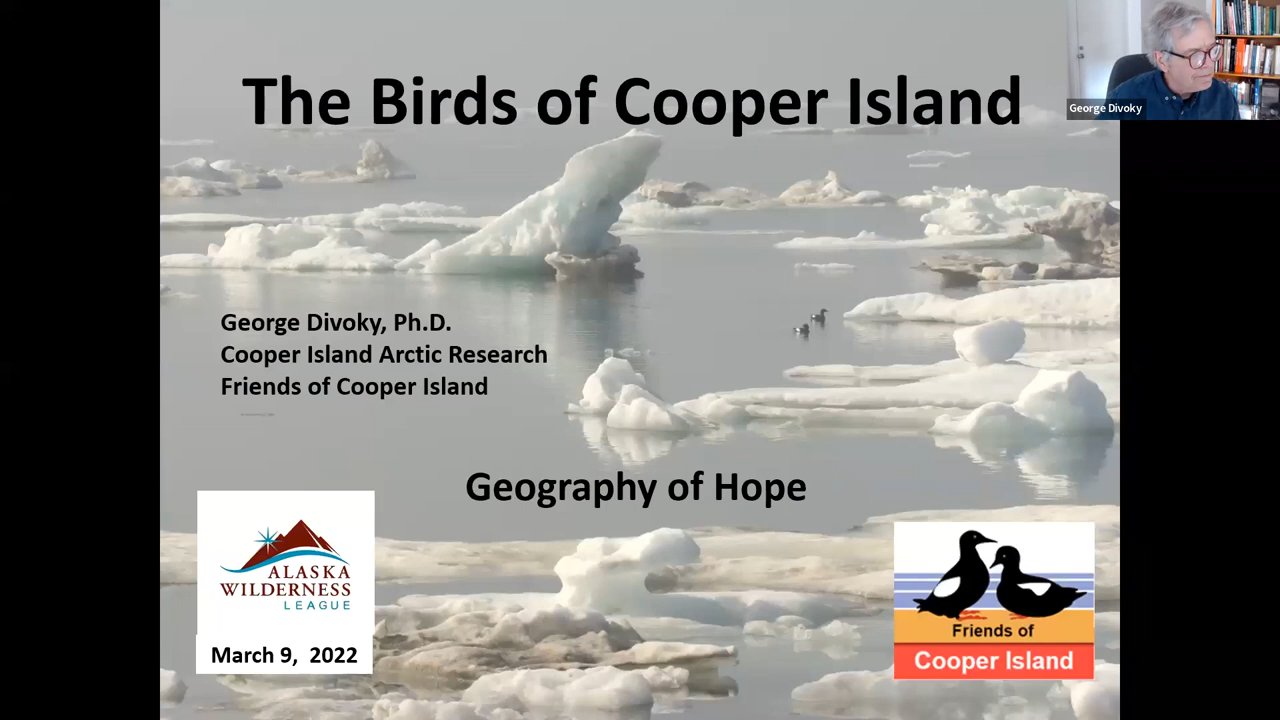 The Birds of Cooper Island
George Divoky
George Divoky, Ph.D.
Cooper Island Arctic Research
Friends of Cooper Island
Geography of Hope
ALASKA
WILDERNESS
LEAGUE
March 9, 2022
Friends of
Cooper Island